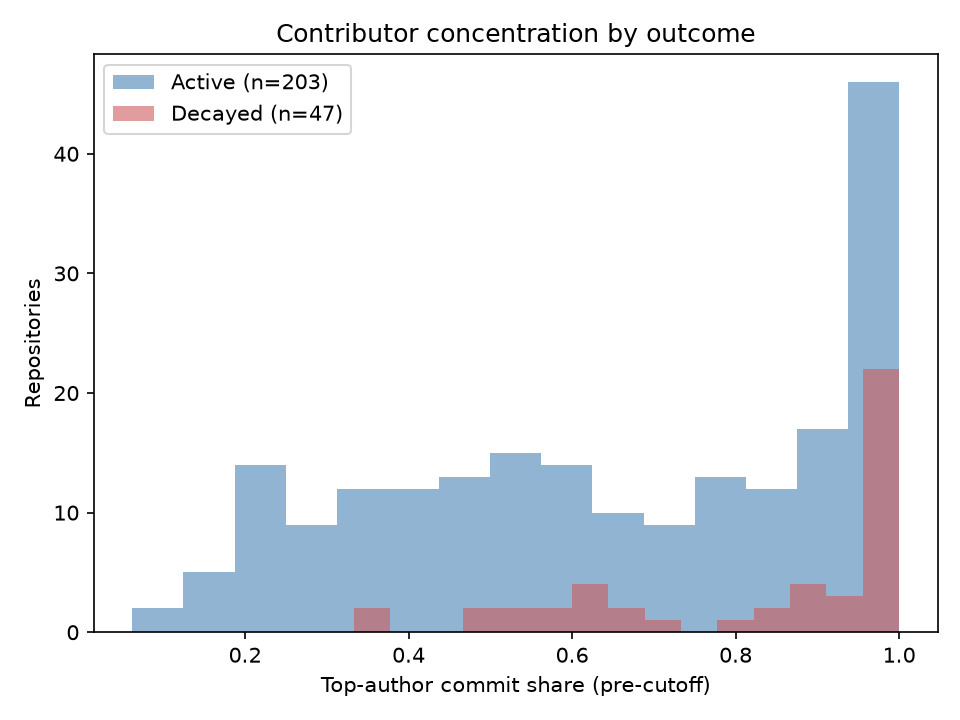 Contributor concentration by outcome
Active (n=203)
Decayed (n=47)
Repositories
40
30
20
10
0
0.2 0.4 0.6 0.8 1.0
Top-author commit share (pre-cutoff)